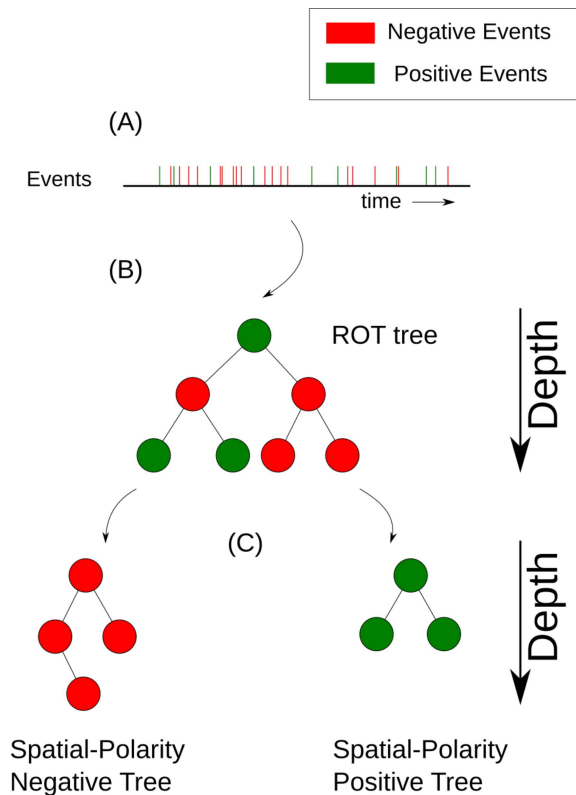 Negative Events
Positive Events
(A)
Events
time
(B)
ROT tree
Depth
(C)
Depth
Spatial-Polarity
Negative Tree
Spatial-Polarity
Positive Tree